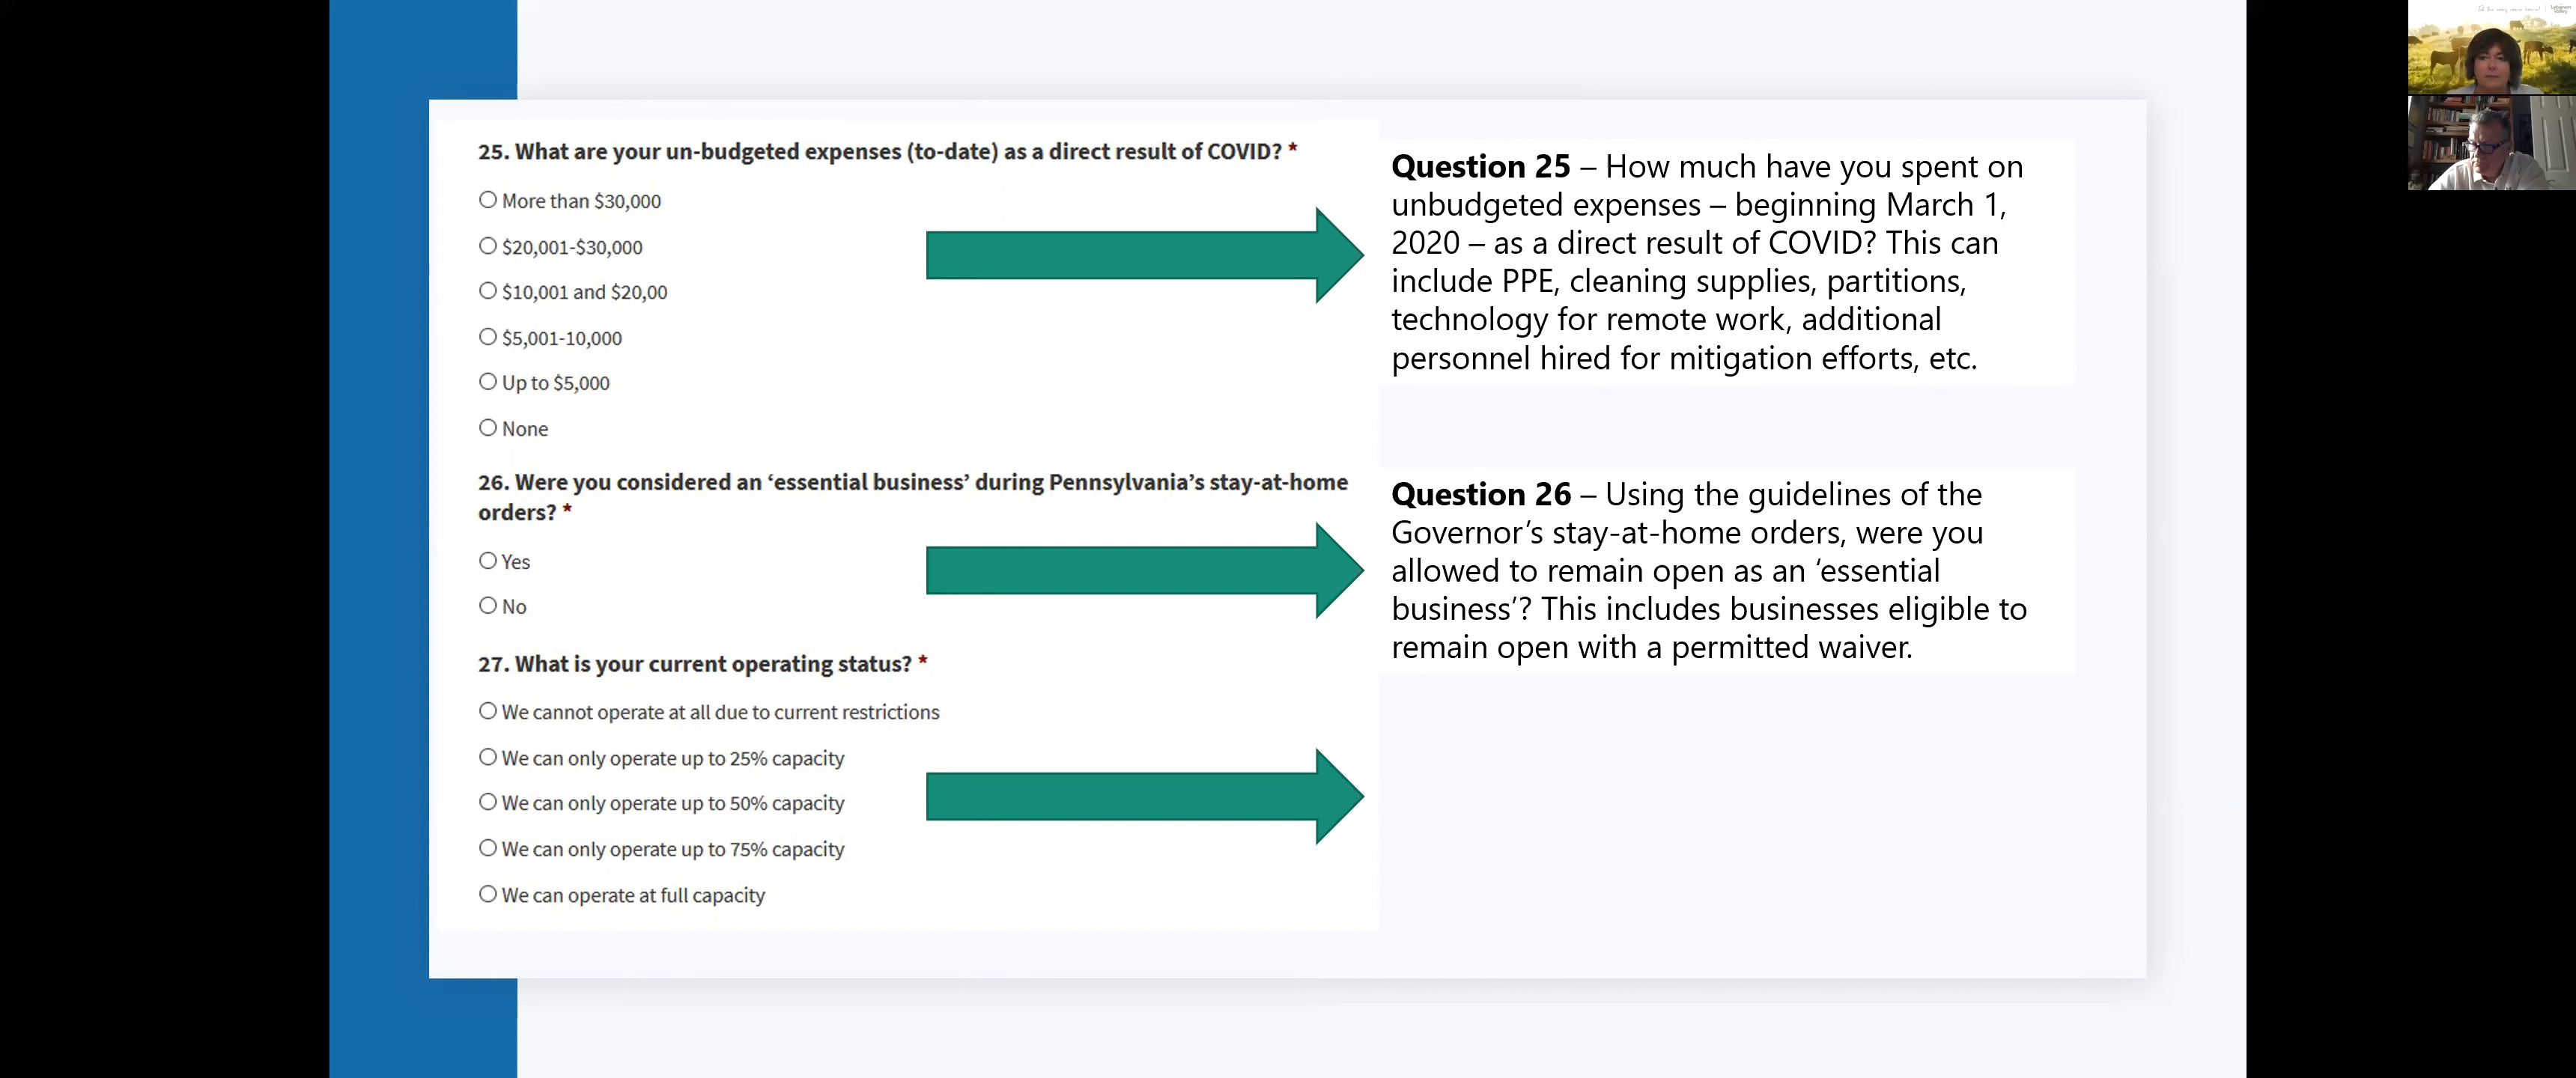 25. What are your un-budgeted expenses (to-date) as a direct result of COVID? *
More than $30,000
$20,001-$30,000
$10,001 and $20,00
$5,001-10,000
Up to $5,000
None
26. Were you considered an ‘essential business’ during Pennsylvania’s stay-at-home
orders? *
Yes
No
27. What is your current operating status? *
We cannot operate at all due to current restrictions
We can only operate up to 25% capacity
We can only operate up to 50% capacity
We can only operate up to 75% capacity
We can operate at full capacity
Question 25 – How much have you spent on
unbudgeted expenses – beginning March 1,
2020 – as a direct result of COVID? This can
include PPE, cleaning supplies, partitions,
technology for remote work, additional
personnel hired for mitigation efforts, etc.
Question 26 – Using the guidelines of the
Governor’s stay-at-home orders, were you
allowed to remain open as an ‘essential
business’? This includes businesses eligible to
remain open with a permitted waiver.
Lebanon
Valley